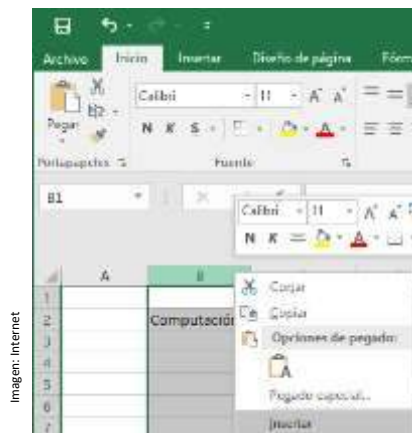 Archivo Inicio Insertar Diseño de página Fórm
Pegar
Calibri 11 A A
N K S A
Portapapeles Fuente
B1
Calibri 11 A A
N K A
A B
1
2 Computación
3
4
5
6
7
Cortar
Copiar
Opciones de pegado:
A
Pegado especial...
Insertar
Imagen: Internet